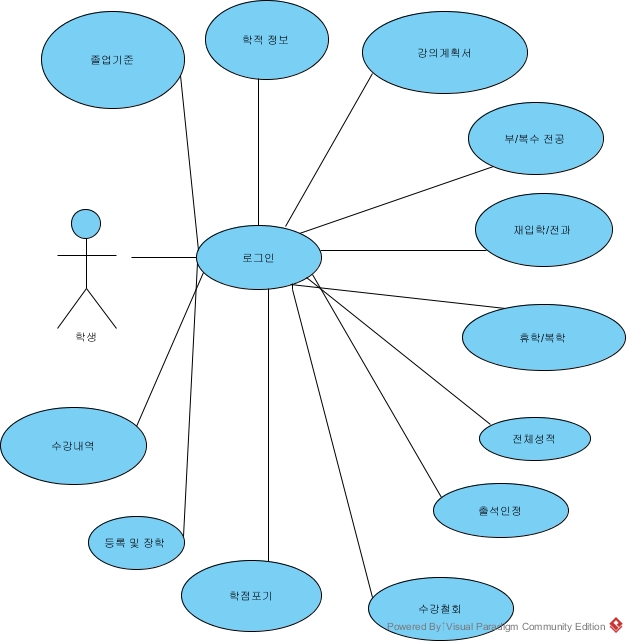 졸업기준
학적 정보
강의계획서
부/복수 전공
재입학/전과
로그인
학생
휴학/복학
전체성적
수강내역
출석인정
등록 및 장학
학점포기
수강철회
Powered By Visual Paradigm Community Edition